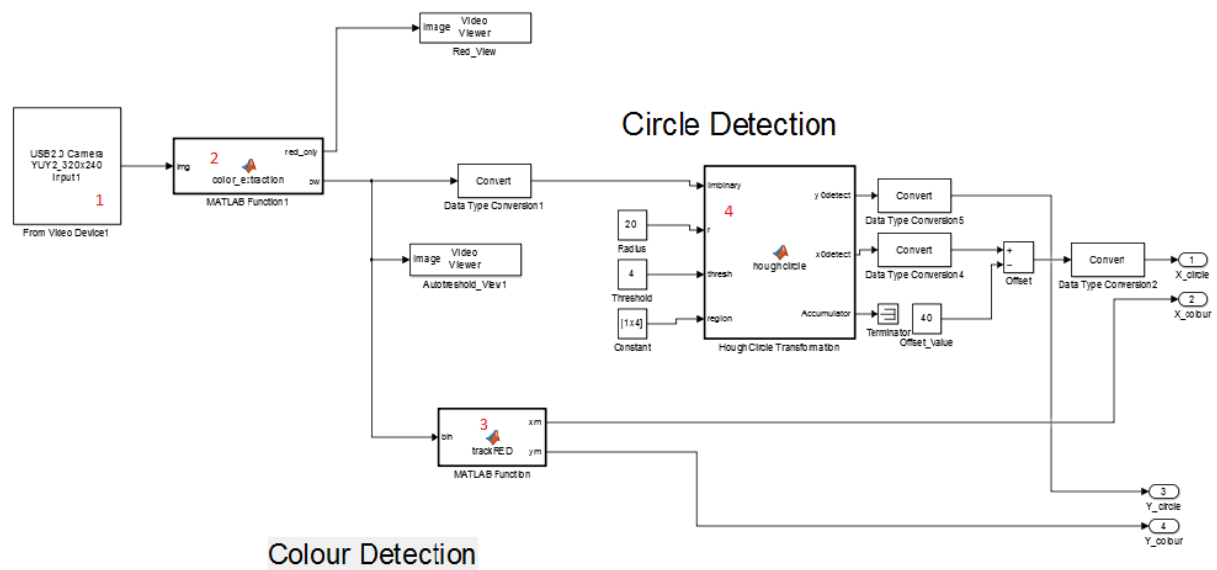 Image
Video
Viewer
Red_View
USB2.0 Camera
YUY2_320x240
Input1
1
From Video Device1
img
2
color_extraction
red_only
bw
MATLAB Function1
Convert
Data Type Conversion1
Image
Video
Viewer
Autotreshold_View1
Circle Detection
20
Radius
4
Threshold
[1x4]
Constant
imbinary
r
thresh
region
4
houghcircle
y0detect
x0detect
Accumulator
HoughCircle Transformation
Convert
Data Type Conversion5
Convert
Data Type Conversion4
Terminator
40
Offset_Value
+
−
Offset
Convert
Data Type Conversion2
1
X_circle
2
X_colour
bin
3
trackRED
xm
ym
MATLAB Function
3
Y_circle
4
Y_colour
Colour Detection